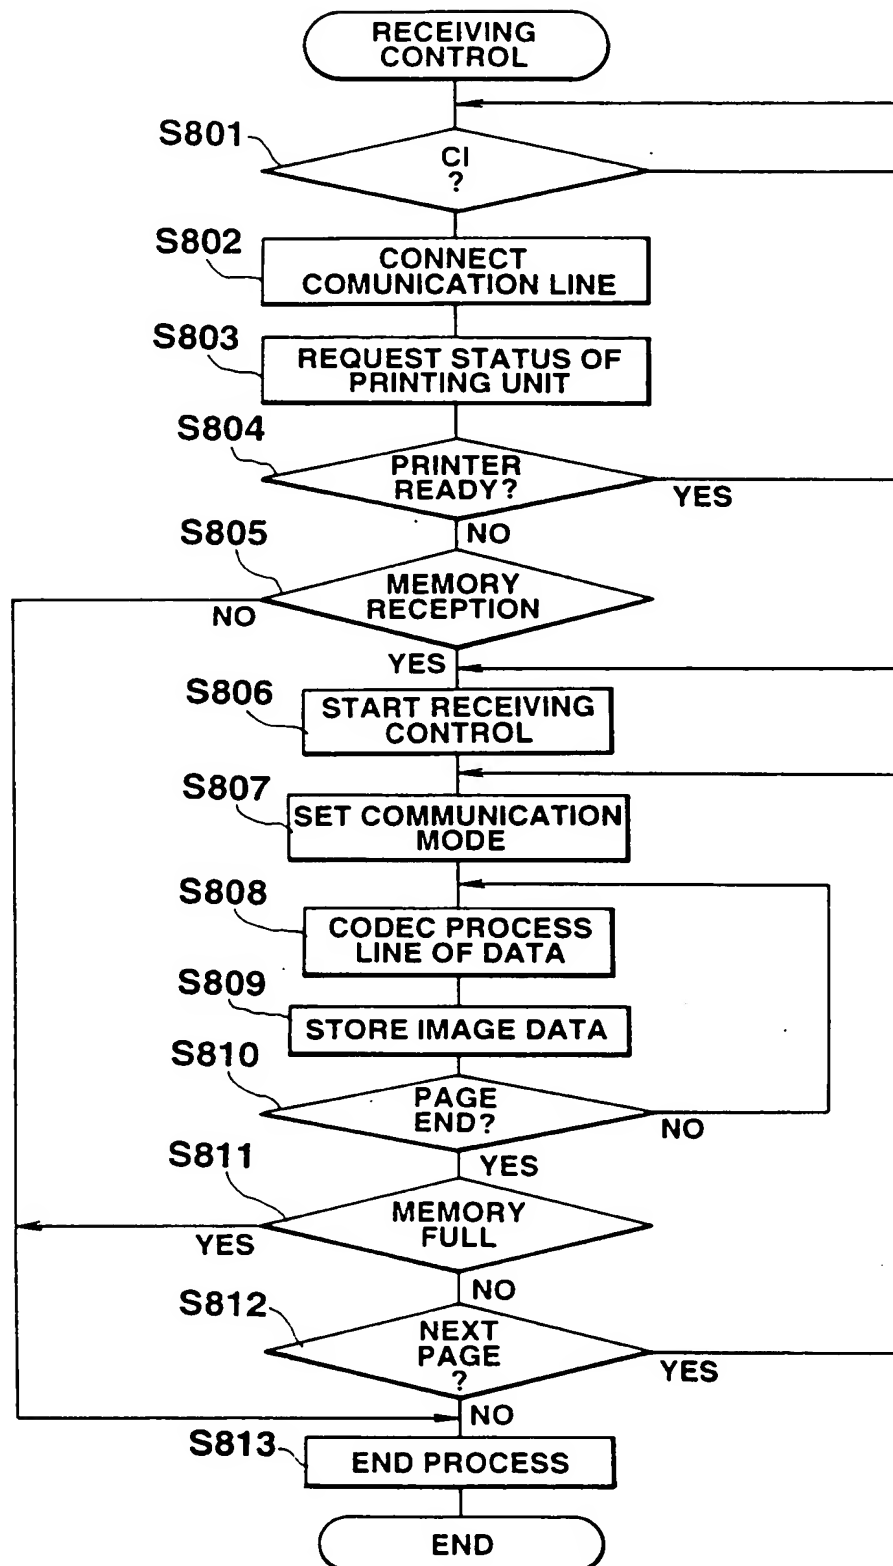 RECEIVING
CONTROL
S801
CI
?
S802
CONNECT
COMUNICATION LINE
S803
REQUEST STATUS OF
PRINTING UNIT
S804
PRINTER
READY?
YES
NO
S805
MEMORY
RECEPTION
NO
YES
S806
START RECEIVING
CONTROL
S807
SET COMMUNICATION
MODE
S808
CODEC PROCESS
LINE OF DATA
S809
STORE IMAGE DATA
S810
PAGE
END?
NO
YES
S811
MEMORY
FULL
YES
NO
S812
NEXT
PAGE
?
YES
NO
S813
END PROCESS
END